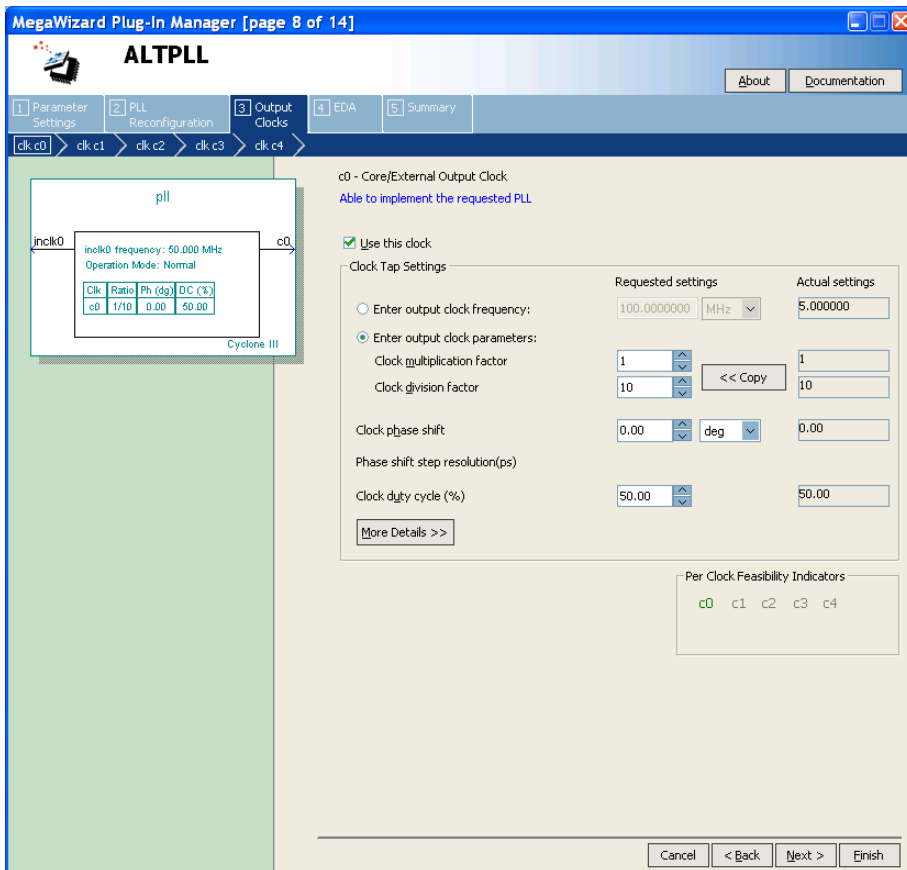 MegaWizard Plug-In Manager [page 8 of 14]
ALTPLL
About
Documentation
1 Parameter Settings
2 PLL Reconfiguration
3 Output Clocks
4 EDA
5 Summary
clk c0
clk c1
clk c2
clk c3
clk c4
pll
inclk0
c0
inclk0 frequency: 50.000 MHz
Operation Mode: Normal
Clk Ratio Ph (dg) DC (%)
c0 1/10 0.00 50.00
Cyclone III
c0 - Core/External Output Clock
Able to implement the requested PLL
Use this clock
Clock Tap Settings
Requested settings
Actual settings
Enter output clock frequency:
100.0000000
MHz
5.000000
Enter output clock parameters:
Clock multiplication factor
1
<< Copy
1
Clock division factor
10
10
Clock phase shift
0.00
deg
0.00
Phase shift step resolution(ps)
Clock duty cycle (%)
50.00
50.00
More Details >>
Per Clock Feasibility Indicators
c0 c1 c2 c3 c4
Cancel
< Back
Next >
Finish